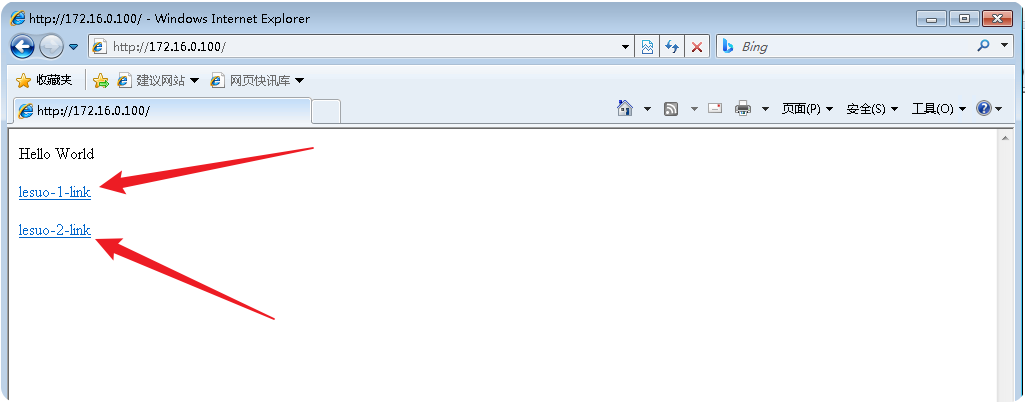 http://172.16.0.100/ - Windows Internet Explorer
http://172.16.0.100/
Bing
收藏夹 建议网站 网页快讯库
http://172.16.0.100/
页面(P) 安全(S) 工具(O)
Hello World
lesuo-1-link
lesuo-2-link